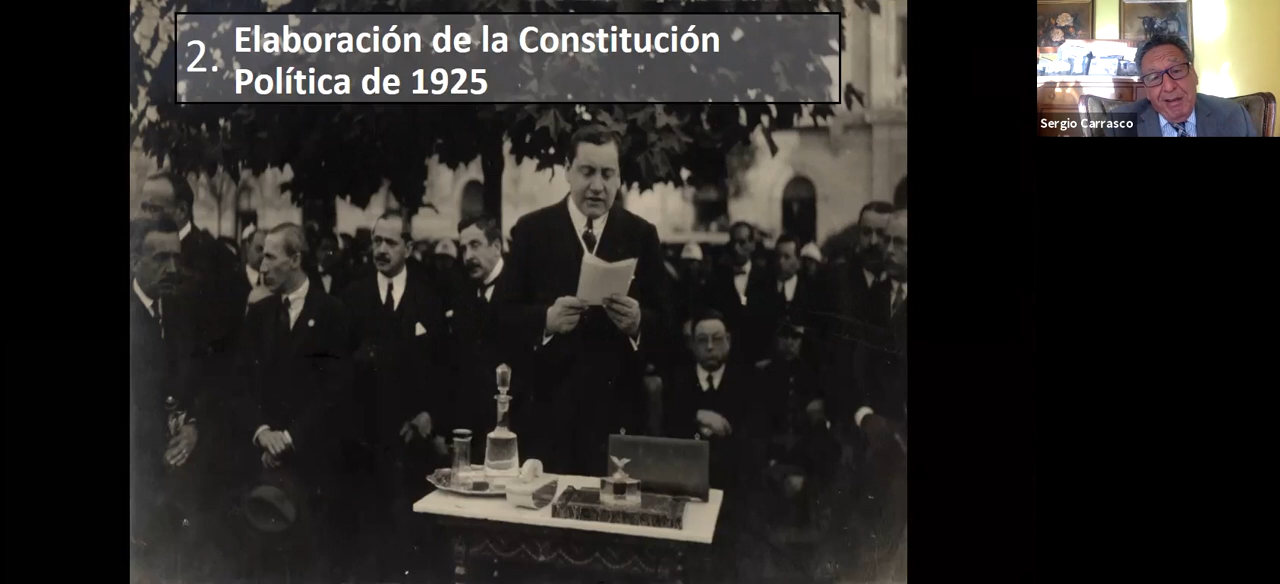 2. Elaboración de la Constitución
Política de 1925
Sergio Carrasco